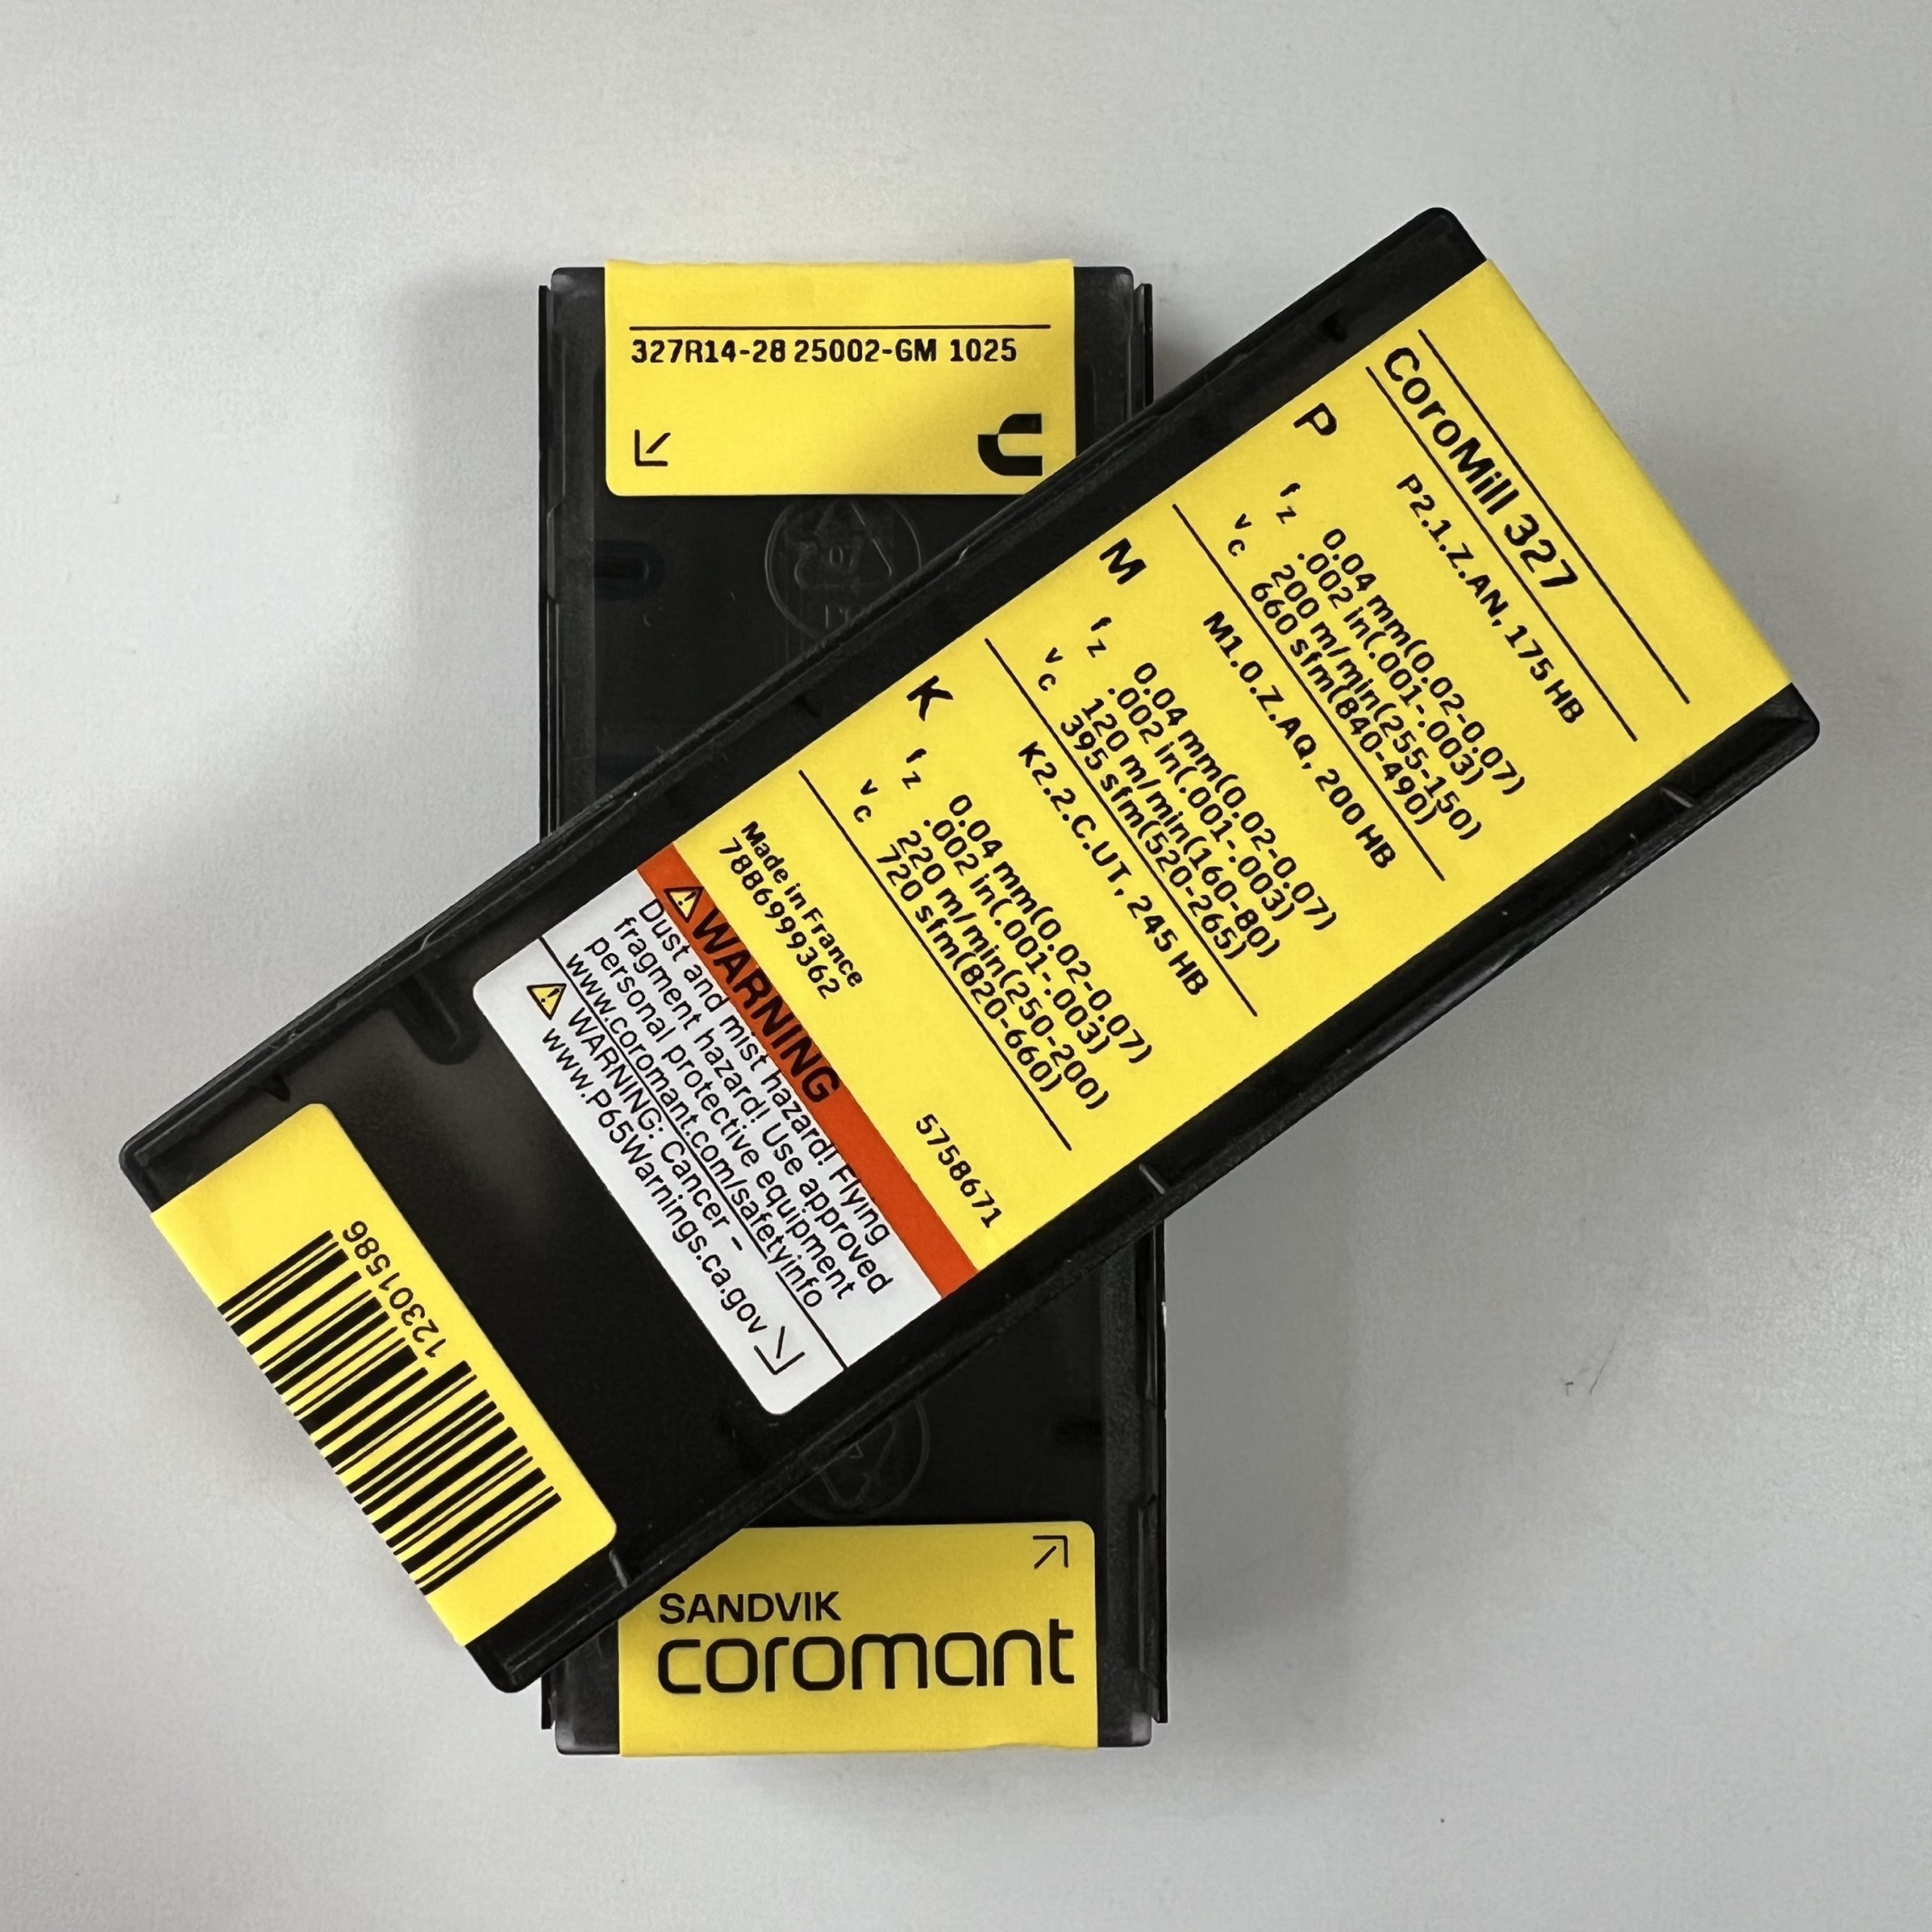 327R14-28 25002-GM 1025
CoroMill 327
P
P2.1.Z.AN, 175 HB
fz 0.04 mm(0.02-0.07)
.002 in(.001-.003)
vc 200 m/min(255-150)
660 sfm(840-490)
M
M1.0.Z.AQ, 200 HB
fz 0.04 mm(0.02-0.07)
.002 in(.001-.003)
vc 120 m/min(160-80)
395 sfm(520-265)
K
K2.2.C.UT, 245 HB
fz 0.04 mm(0.02-0.07)
.002 in(.001-.003)
vc 220 m/min(250-200)
720 sfm(820-660)
Made in France
7886999362 5758671
WARNING
Dust and mist hazard! Flying
fragment hazard! Use approved
personal protective equipment
www.coromant.com/safetyinfo
WARNING: Cancer –
www.P65Warnings.ca.gov
12301586
SANDVIK
coromant